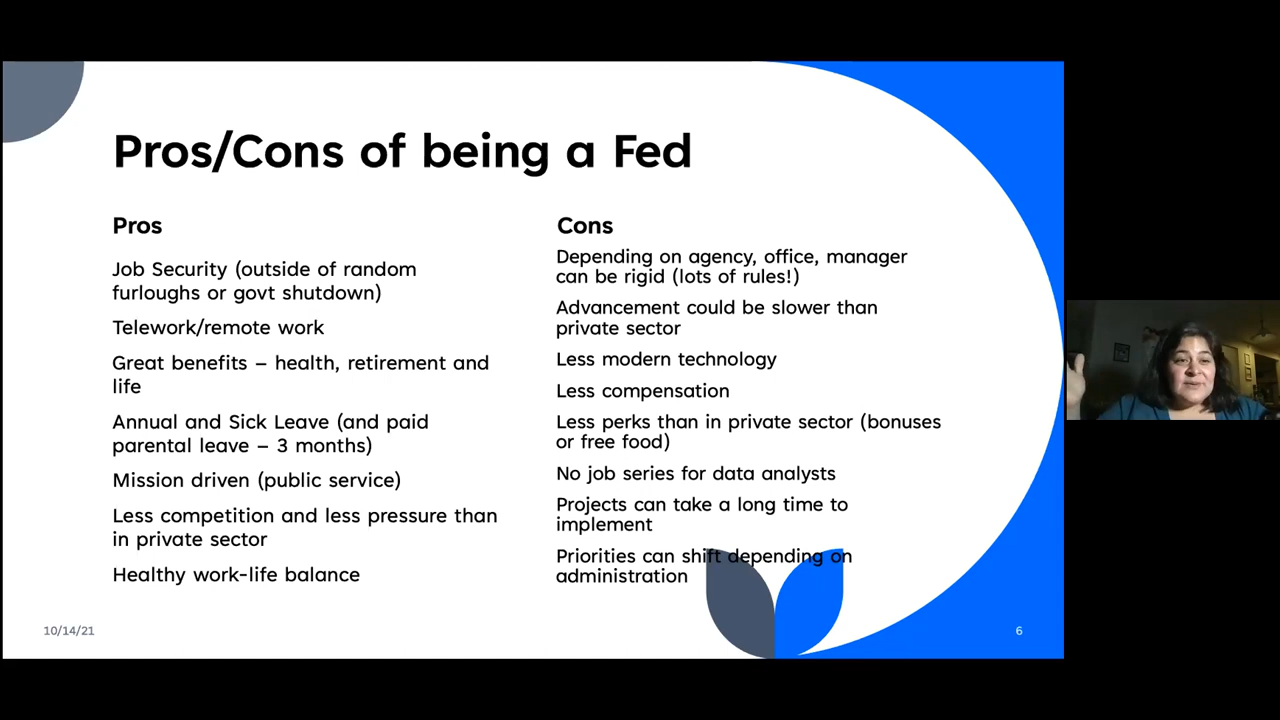 Pros/Cons of being a Fed
Pros
Job Security (outside of random
furloughs or govt shutdown)
Telework/remote work
Great benefits – health, retirement and
life
Annual and Sick Leave (and paid
parental leave – 3 months)
Mission driven (public service)
Less competition and less pressure than
in private sector
Healthy work-life balance
Cons
Depending on agency, office, manager
can be rigid (lots of rules!)
Advancement could be slower than
private sector
Less modern technology
Less compensation
Less perks than in private sector (bonuses
or free food)
No job series for data analysts
Projects can take a long time to
implement
Priorities can shift depending on
administration
10/14/21
6